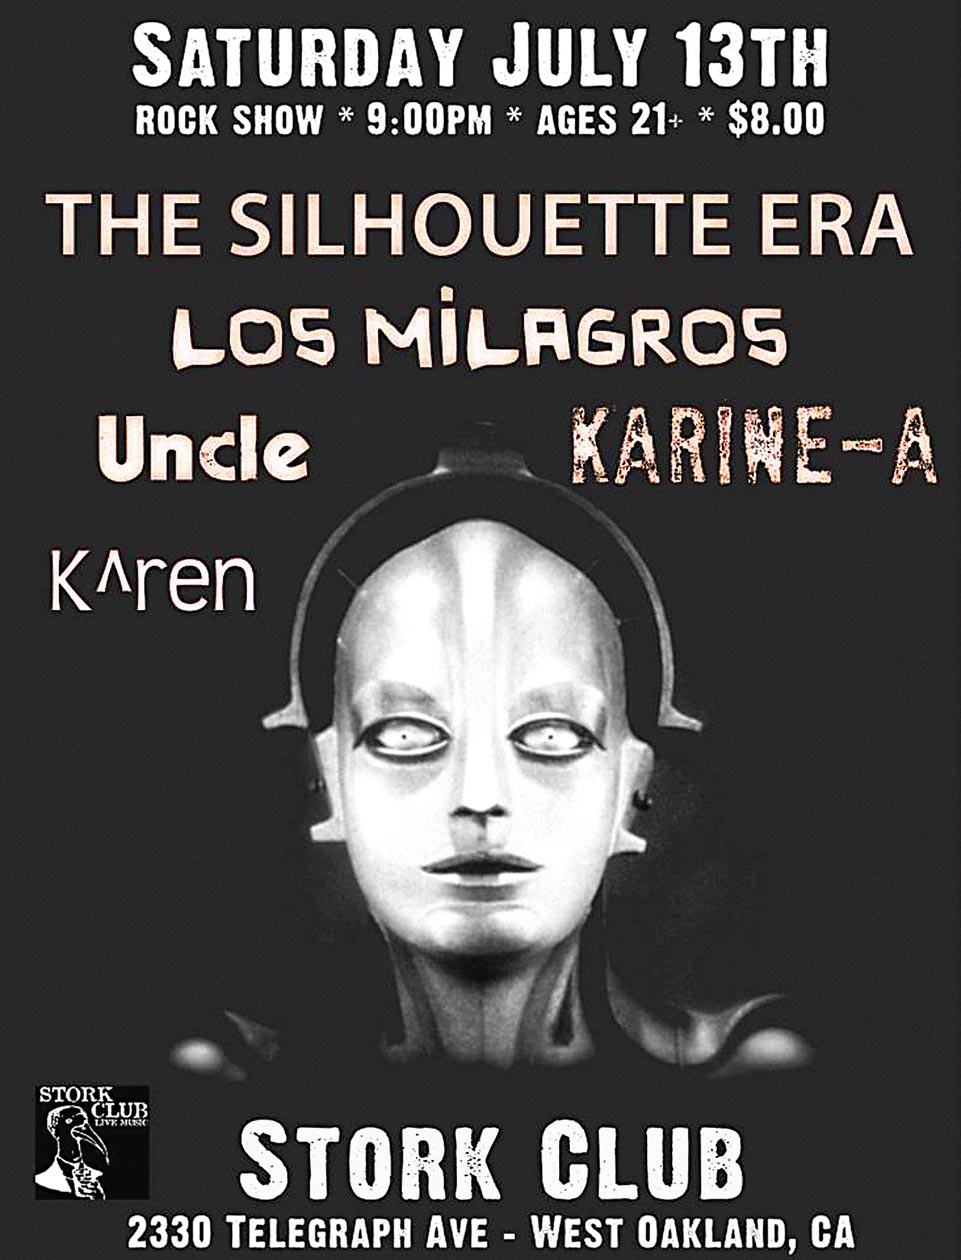 SATURDAY JULY 13TH
ROCK SHOW * 9:00PM * AGES 21+ * $8.00
THE SILHOUETTE ERA
LOS MiLAGROS
Uncle
KARINE-A
K^ren
STORK
CLUB
LIVE MUSIC
STORK CLUB
2330 TELEGRAPH AVE - WEST OAKLAND, CA